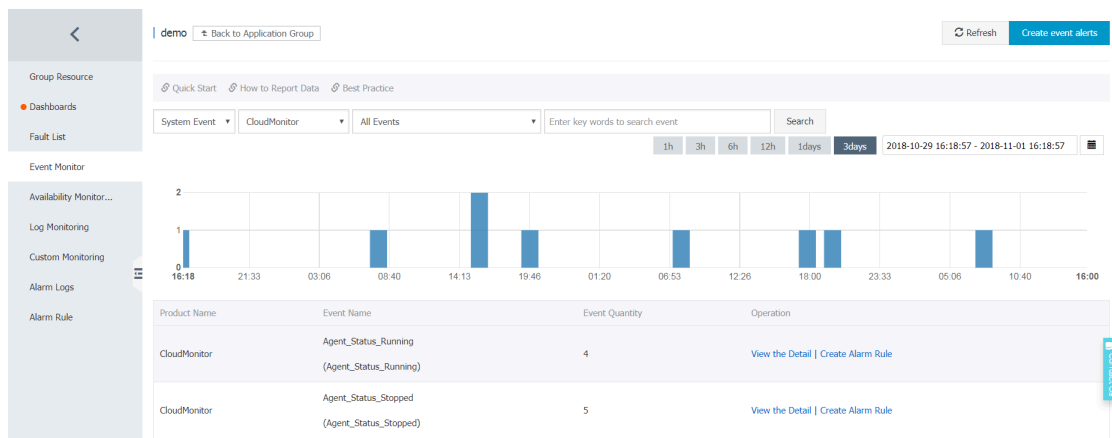 demo Back to Application Group Refresh Create event alerts
Group Resource
Dashboards
Fault List
Event Monitor
Availability Monitor...
Log Monitoring
Custom Monitoring
Alarm Logs
Alarm Rule
Quick Start How to Report Data Best Practice
System Event CloudMonitor All Events Enter key words to search event Search
1h 3h 6h 12h 1days 3days 2018-10-29 16:18:57 - 2018-11-01 16:18:57
2
1
0
16:18 21:33 03:06 08:40 14:13 19:46 01:20 06:53 12:26 18:00 23:33 05:06 10:40 16:00
Product Name Event Name Event Quantity Operation
Agent_Status_Running
CloudMonitor 4 View the Detail | Create Alarm Rule
(Agent_Status_Running)
Agent_Status_Stopped
CloudMonitor 5 View the Detail | Create Alarm Rule
(Agent_Status_Stopped)